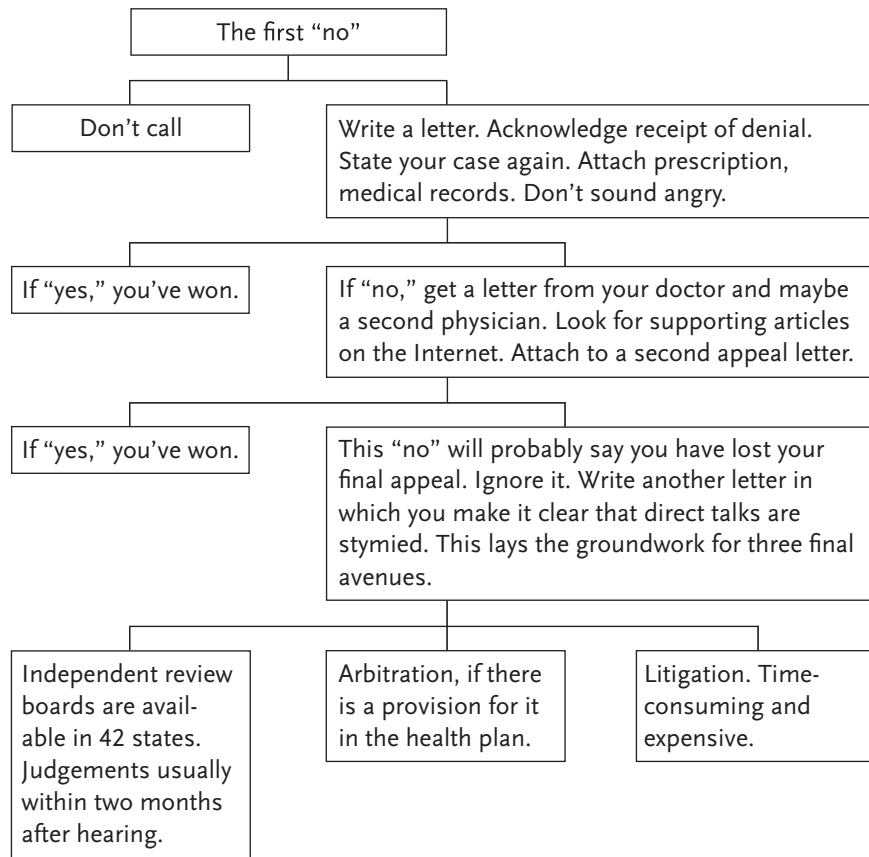 The first “no”
Don’t call
Write a letter. Acknowledge receipt of denial.
State your case again. Attach prescription,
medical records. Don’t sound angry.
If “yes,” you’ve won.
If “no,” get a letter from your doctor and maybe
a second physician. Look for supporting articles
on the Internet. Attach to a second appeal letter.
If “yes,” you’ve won.
This “no” will probably say you have lost your
final appeal. Ignore it. Write another letter in
which you make it clear that direct talks are
stymied. This lays the groundwork for three final
avenues.
Independent review
boards are avail-
able in 42 states.
Judgements usually
within two months
after hearing.
Arbitration, if there
is a provision for it
in the health plan.
Litigation. Time-
consuming and
expensive.